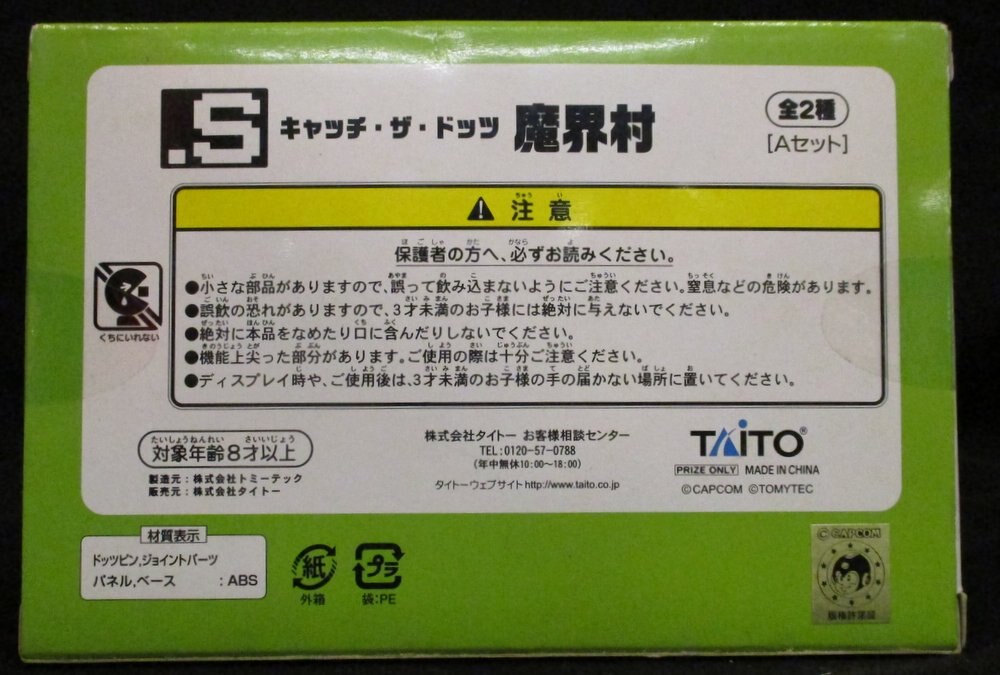 .S キャッチ・ザ・ドッツ 魔界村
全2種
[Aセット]
⚠ 注意
保護者の方へ、必ずお読みください。
●小さな部品がありますので、誤って飲み込まないようにご注意ください。窒息などの危険があります。
●誤飲の恐れがありますので、3才未満のお子様には絶対に与えないでください。
●絶対に本品をなめたり口に含んだりしないでください。
●機能上尖った部分があります。ご使用の際は十分ご注意ください。
●ディスプレイ時や、ご使用後は、3才未満のお子様の手の届かない場所に置いてください。
くちにいれない
対象年齢8才以上
製造元:株式会社トミーテック
販売元:株式会社タイトー
株式会社タイトー お客様相談センター
TEL:0120-57-0788
(年中無休10:00〜18:00)
タイトーウェブサイト http://www.taito.co.jp
TAITO®
PRIZE ONLY MADE IN CHINA
©CAPCOM ©TOMYTEC
材質表示
ドッツピン,ジョイントパーツ
パネル,ベース :ABS
紙
外箱
プラ
袋:PE
©CAPCOM
版権許諾証